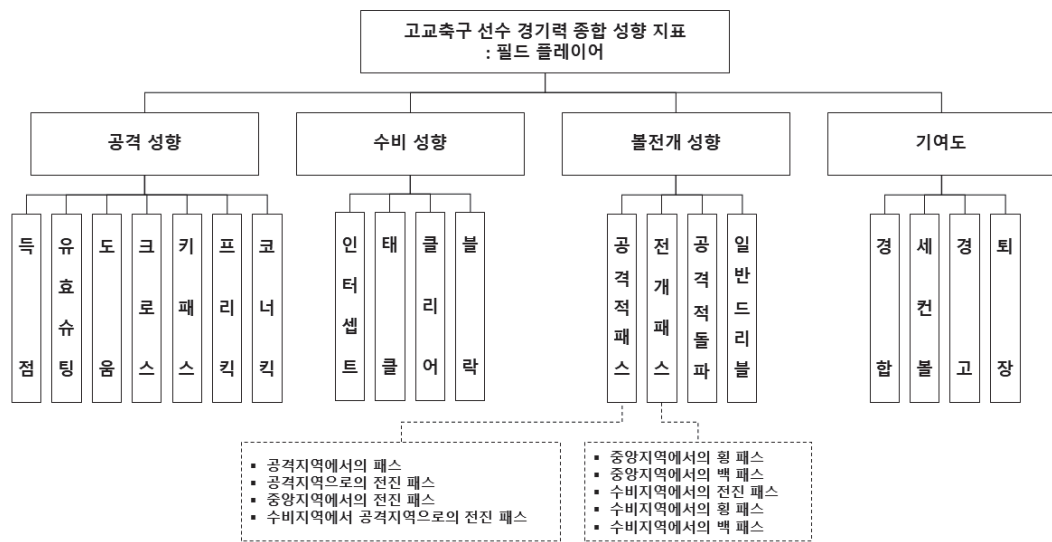 고교축구 선수 경기력 종합 성향 지표
: 필드 플레이어
공격 성향
수비 성향
볼전개 성향
기여도
득점
유효슈팅
도움
크로스
키패스
프리킥
코너킥
인터셉트
태클
클리어
블락
공격적패스
전개패스
공격적돌파
일반드리블
경합
세컨볼
경고
퇴장
▪ 공격지역에서의 패스
▪ 공격지역으로의 전진 패스
▪ 중앙지역에서의 전진 패스
▪ 수비지역에서 공격지역으로의 전진 패스
▪ 중앙지역에서의 횡 패스
▪ 중앙지역에서의 백 패스
▪ 수비지역에서의 전진 패스
▪ 수비지역에서의 횡 패스
▪ 수비지역에서의 백 패스